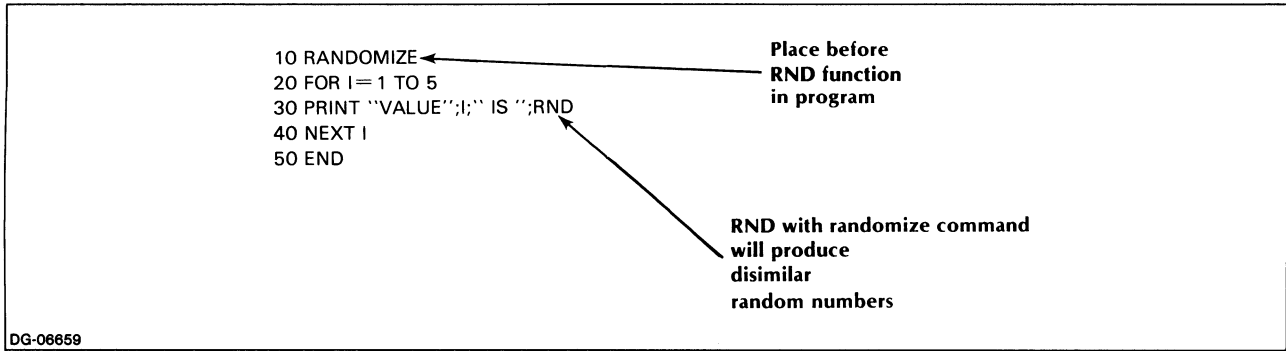 10 RANDOMIZE
20 FOR I=1 TO 5
30 PRINT ``VALUE'';I;`` IS '';RND
40 NEXT I
50 END
Place before
RND function
in program
RND with randomize command
will produce
disimilar
random numbers
DG-06659